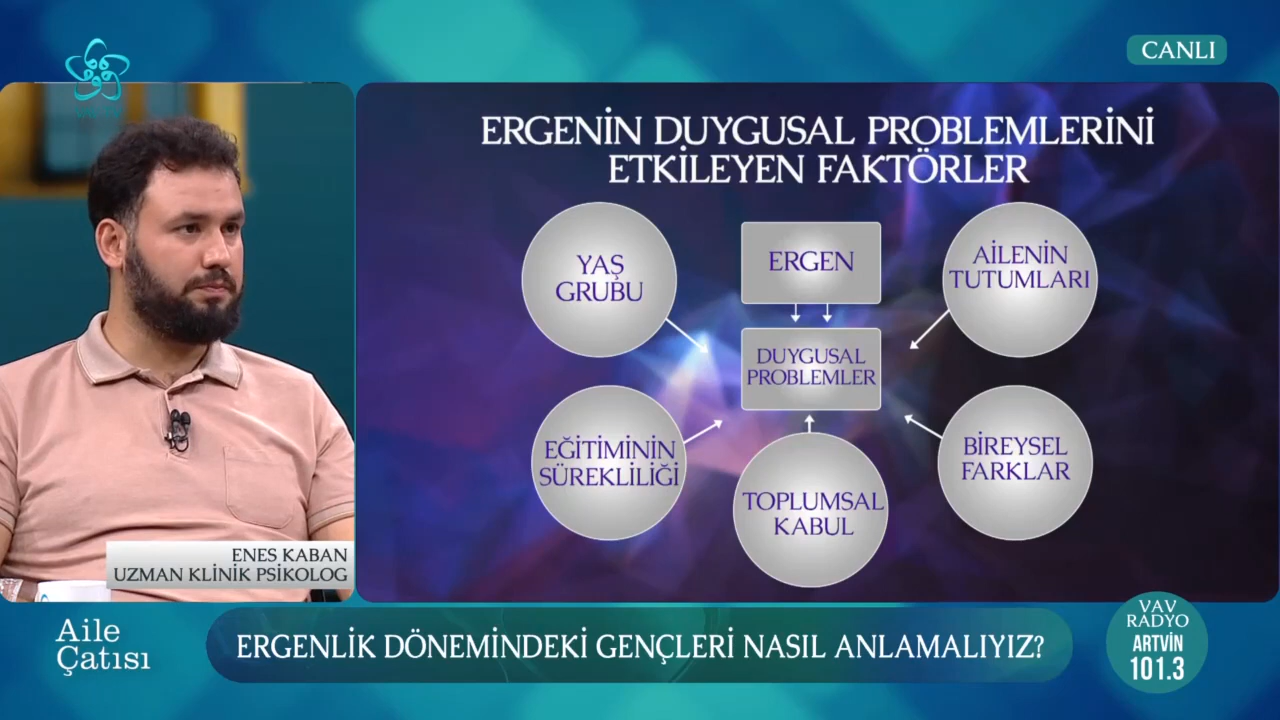 CANLI
ERGENİN DUYGUSAL PROBLEMLERİNİ
ETKİLEYEN FAKTÖRLER
YAŞ
GRUBU
ERGEN
AİLENİN
TUTUMLARI
DUYGUSAL
PROBLEMLER
EĞİTİMİNİN
SÜREKLİLİĞİ
TOPLUMSAL
KABUL
BİREYSEL
FARKLAR
ENES KABAN
UZMAN KLİNİK PSİKOLOG
Aile
Çatısı
ERGENLİK DÖNEMİNDEKİ GENÇLERİ NASIL ANLAMALIYIZ?
VAV
RADYO
ARTVİN
101.3